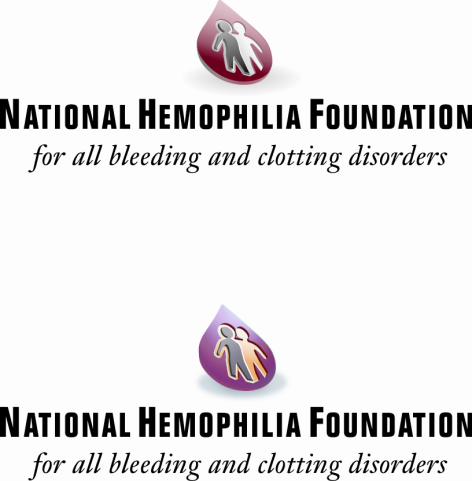 NATIONAL HEMOPHILIA FOUNDATION
for all bleeding and clotting disorders
NATIONAL HEMOPHILIA FOUNDATION
for all bleeding and clotting disorders